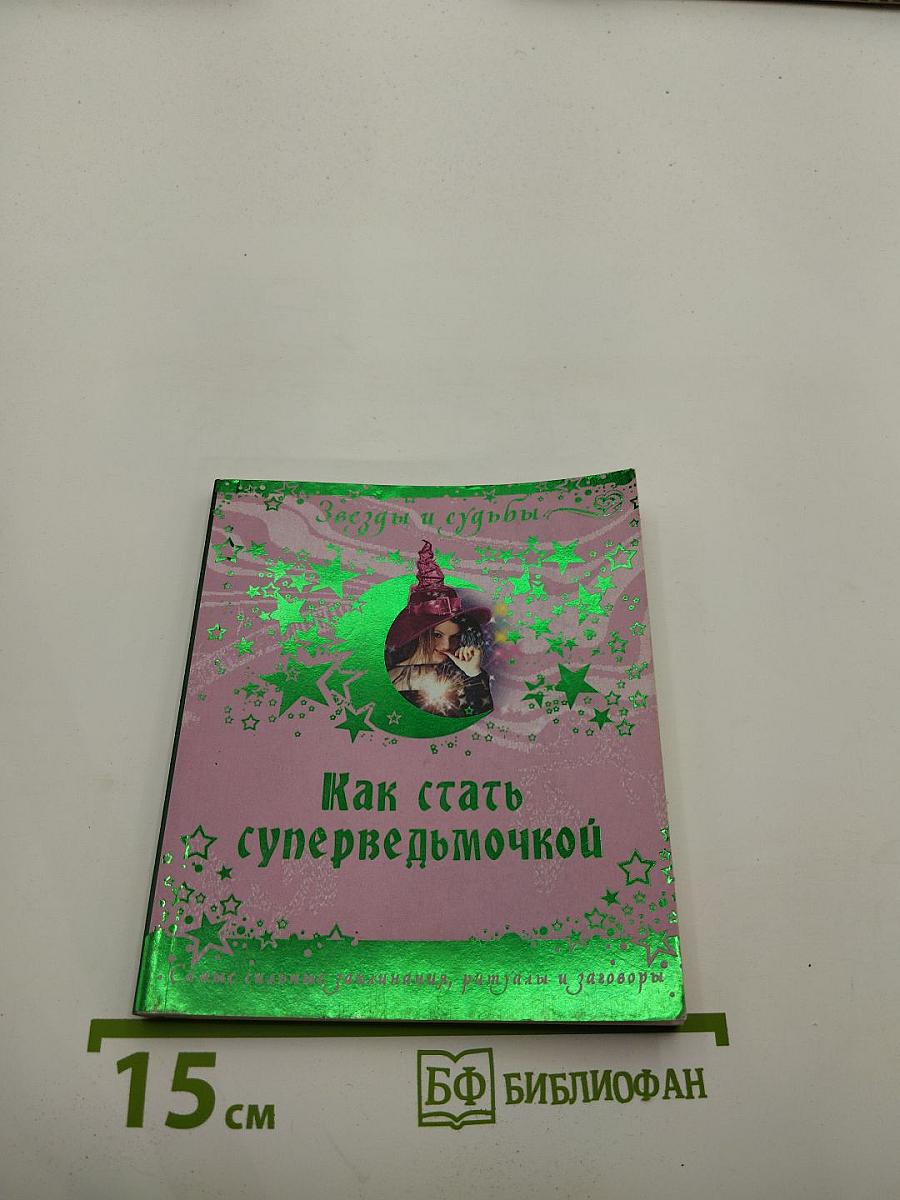 Звезды и судьбы
Как стать
суперведьмочкой
Самые сильные заклинания, ритуалы и заговоры
15 см
БФ БИБЛИОФАН